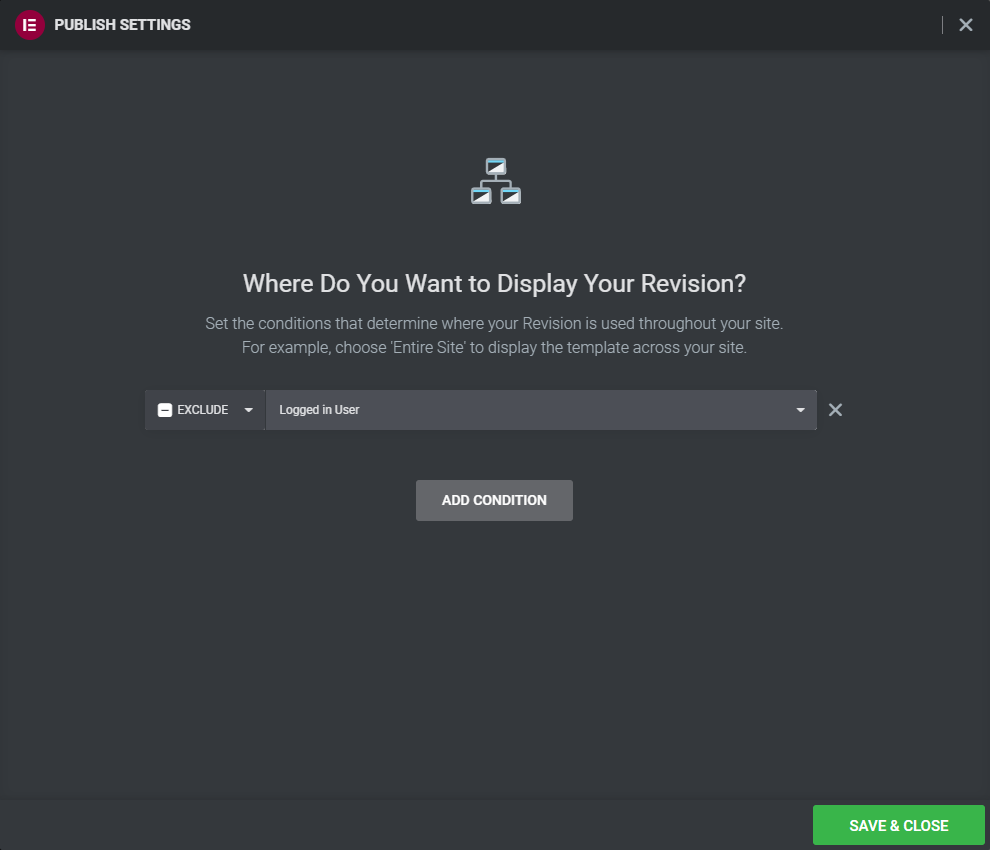 PUBLISH SETTINGS
Where Do You Want to Display Your Revision?
Set the conditions that determine where your Revision is used throughout your site.
For example, choose 'Entire Site' to display the template across your site.
EXCLUDE
Logged in User
ADD CONDITION
SAVE & CLOSE